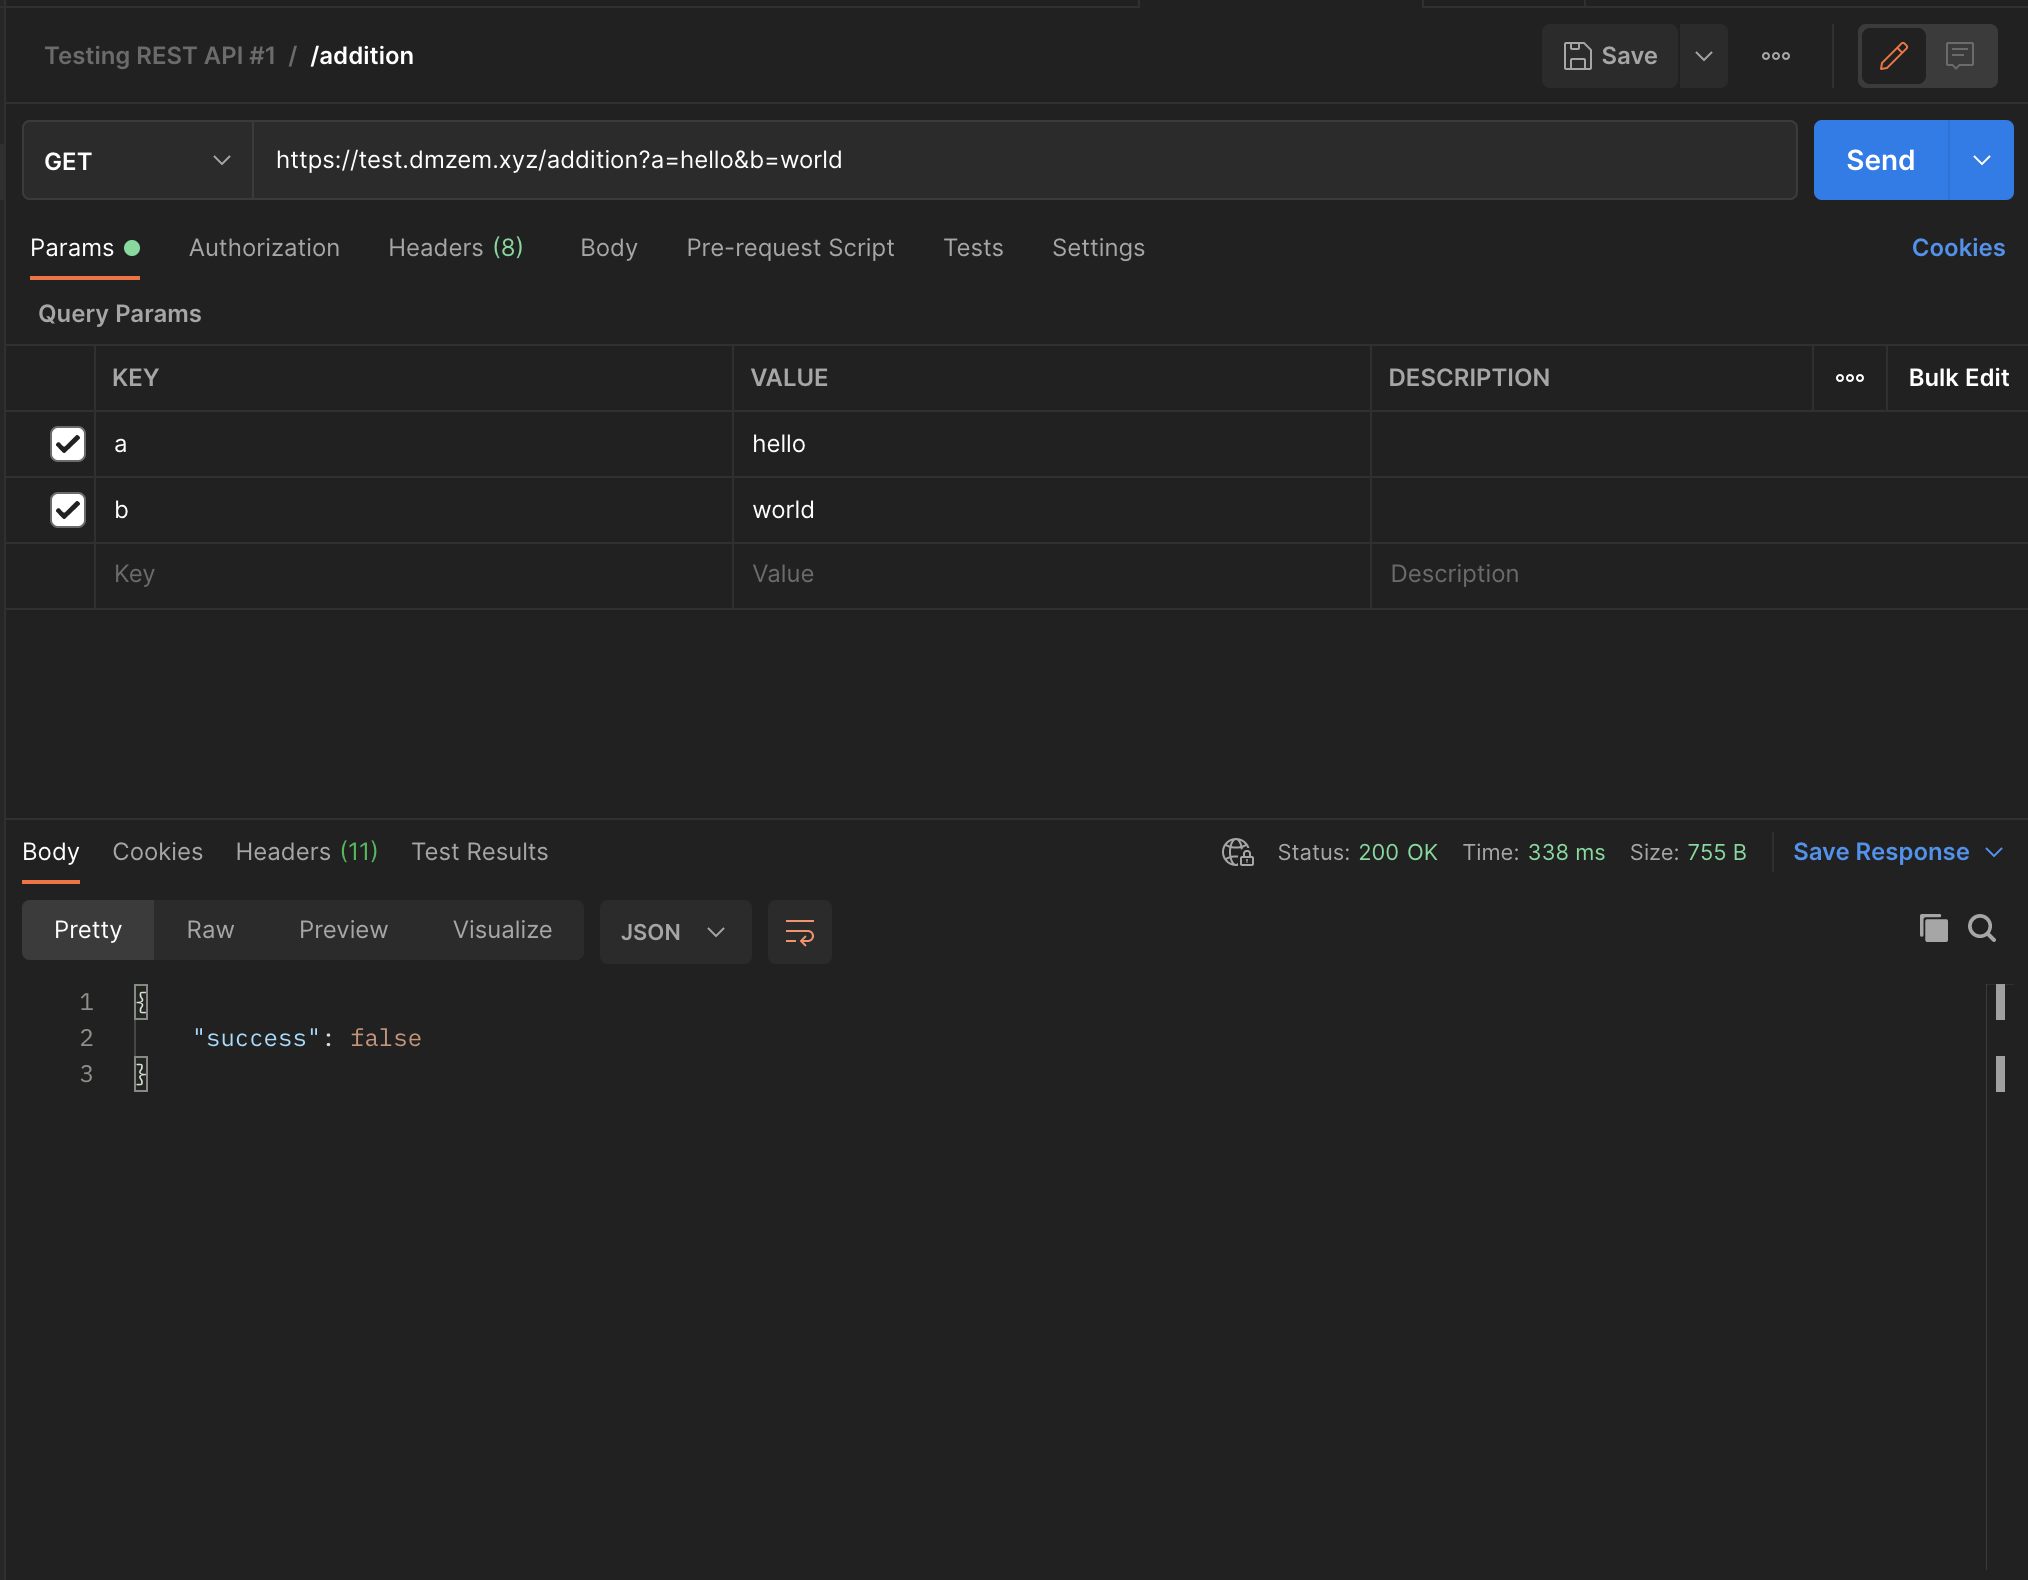 Testing REST API #1 / /addition
Save
GET https://test.dmzem.xyz/addition?a=hello&b=world Send
Params Authorization Headers (8) Body Pre-request Script Tests Settings Cookies
Query Params
KEY VALUE DESCRIPTION ooo Bulk Edit
a hello
b world
Key Value Description
Body Cookies Headers (11) Test Results Status: 200 OK Time: 338 ms Size: 755 B Save Response
Pretty Raw Preview Visualize JSON
1 {
2 "success": false
3 }